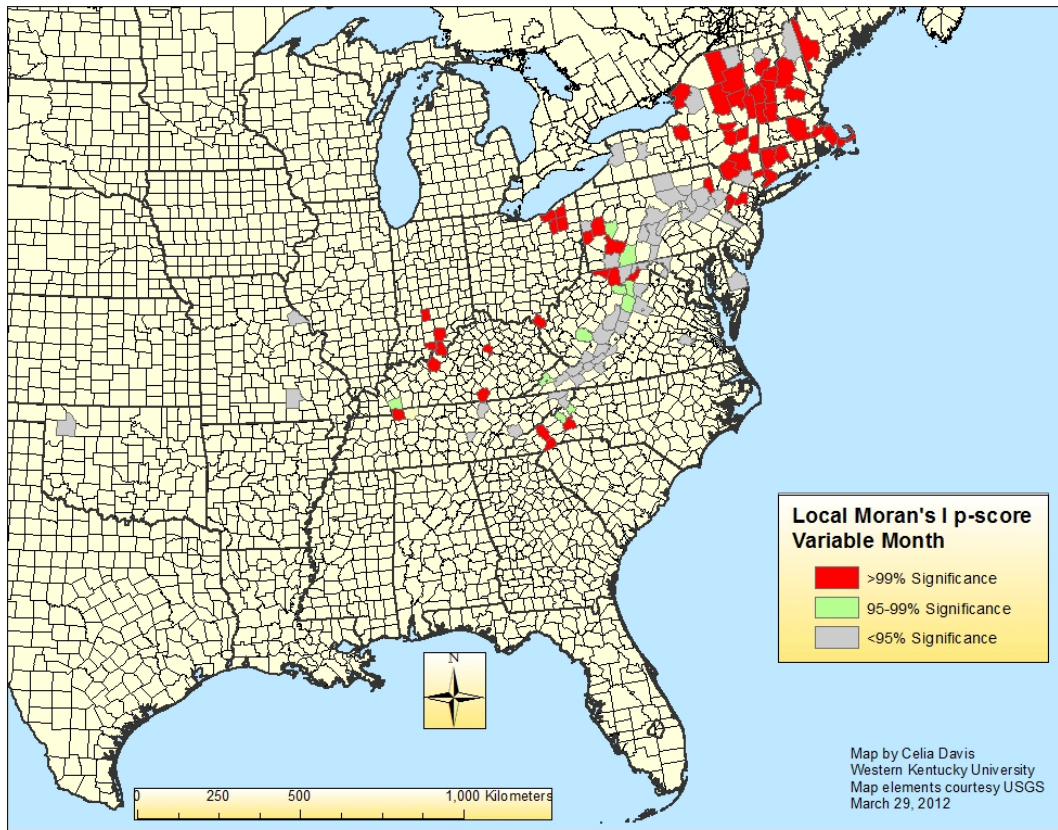 Local Moran's I p-score
Variable Month
>99% Significance
95-99% Significance
<95% Significance
N
0 250 500 1,000 Kilometers
Map by Celia Davis
Western Kentucky University
Map elements courtesy USGS
March 29, 2012